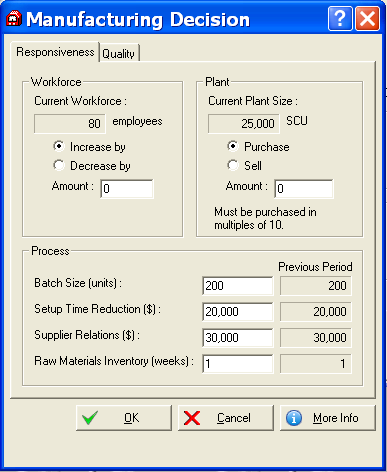 Manufacturing Decision
Responsiveness Quality
Workforce
Current Workforce :
80 employees
Increase by
Decrease by
Amount : 0
Plant
Current Plant Size :
25,000 SCU
Purchase
Sell
Amount : 0
Must be purchased in
multiples of 10.
Process
Previous Period
Batch Size (units) : 200 200
Setup Time Reduction ($) : 20,000 20,000
Supplier Relations ($) : 30,000 30,000
Raw Materials Inventory (weeks) : 1 1
OK Cancel More Info